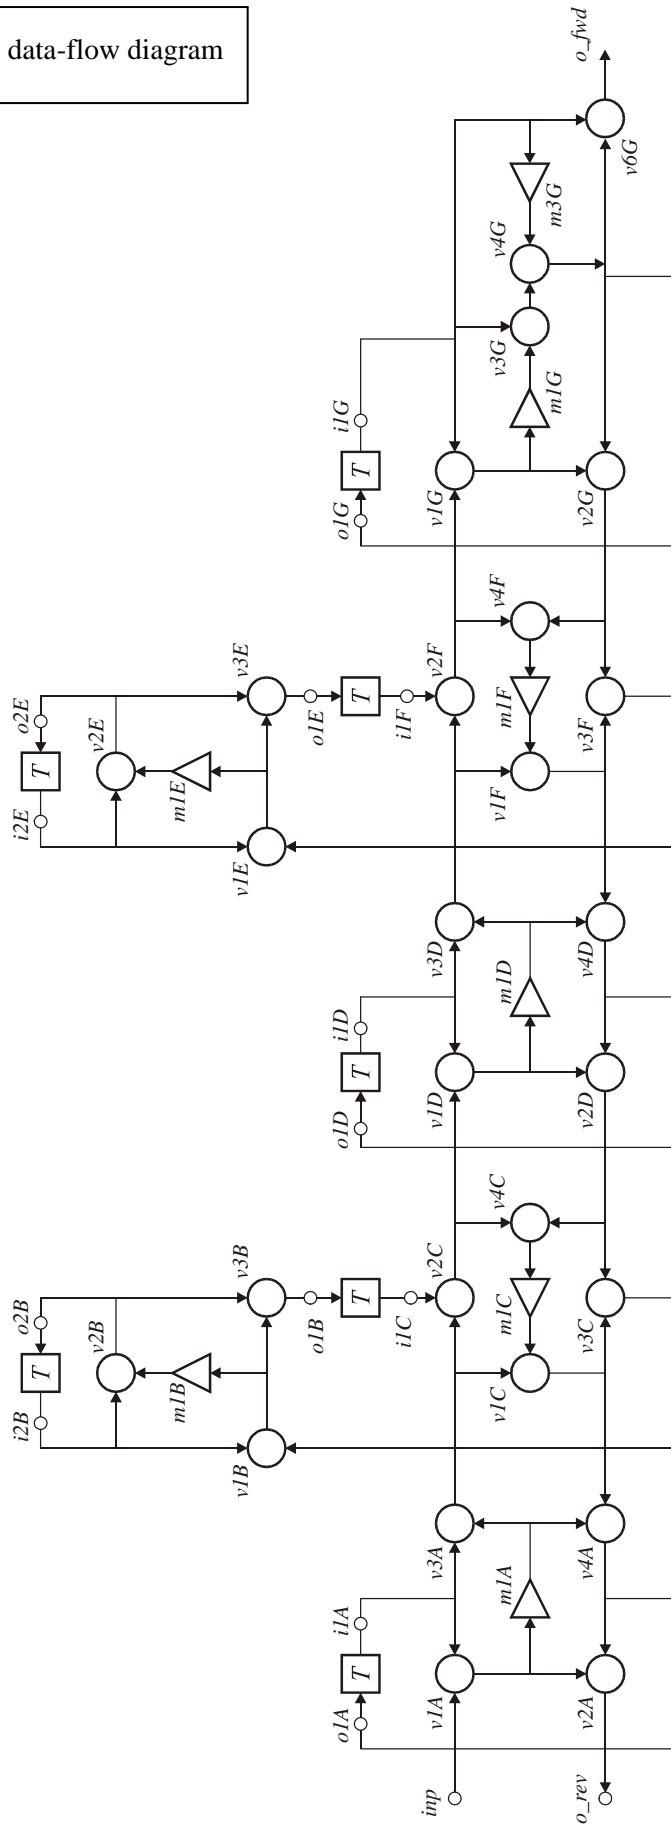 data-flow diagram
o_fwd
v6G
m3G
v4G
v3G
m1G
i1G
T
o1G
v1G
v2G
v4F
v3E
o2E
v2E
T
m1E
i2E
v1E
o1E
T
i1F
v2F
m1F
v3F
v1F
v3D
v4D
m1D
i1D
T
o1D
v1D
v2D
v4C
v3B
o2B
v2B
T
m1B
i2B
v1B
o1B
T
i1C
v2C
m1C
v3C
v1C
v3A
v4A
m1A
i1A
T
o1A
v1A
v2A
inp
o_rev